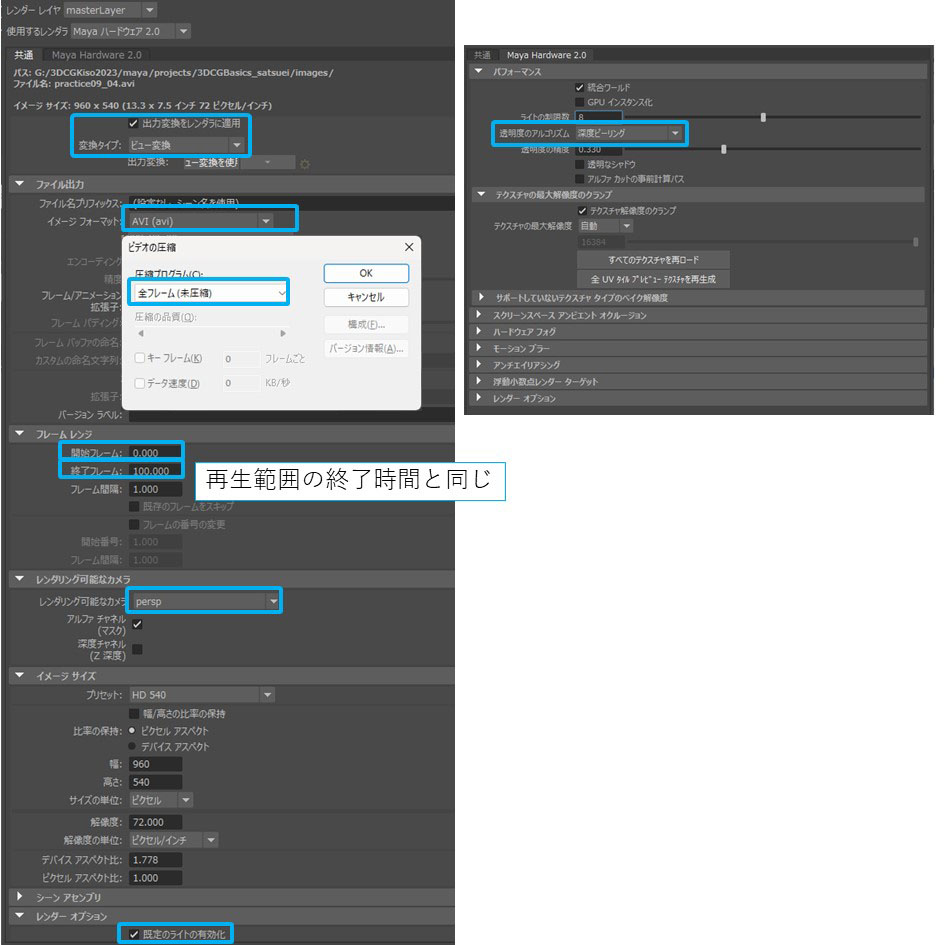 レンダー レイヤ masterLayer
使用するレンダラ Maya ハードウェア 2.0
共通 Maya Hardware 2.0
パス: G:/3DCGKiso2023/maya/projects/3DCGBasics_satsuei/images/
ファイル名: practice09_04.avi
イメージ サイズ: 960 x 540 (13.3 x 7.5 インチ 72 ピクセル/インチ)
出力変換をレンダラに適用
変換タイプ: ビュー変換
出力変換: ュー変換を使用
ファイル出力
ファイル名プリフィックス: (設定なし、シーン名を使用)
イメージ フォーマット: AVI (avi)
エンコーディング
精度
フレーム/アニメーション
拡張子:
フレーム パディング
フレーム バッファの命名:
カスタムの命名文字列:
拡張子:
バージョン ラベル:
ビデオの圧縮
圧縮プログラム(C):
全フレーム (未圧縮)
圧縮の品質(Q):
キー フレーム(K) 0 フレームごと
データ速度(D) 0 KB/秒
OK
キャンセル
構成(F)...
バージョン情報(A)...
フレーム レンジ
開始フレーム: 0.000
終了フレーム: 100.000
フレーム間隔: 1.000
既存のフレームをスキップ
フレームの番号の変更
開始番号: 1.000
フレーム間隔: 1.000
再生範囲の終了時間と同じ
レンダリング可能なカメラ
レンダリング可能なカメラ persp
アルファ チャネル
(マスク)
深度チャネル
(Z 深度)
イメージ サイズ
プリセット: HD 540
幅/高さの比率の保持
比率の保持: ピクセル アスペクト
デバイス アスペクト
幅: 960
高さ: 540
サイズの単位: ピクセル
解像度: 72.000
解像度の単位: ピクセル/インチ
デバイス アスペクト比: 1.778
ピクセル アスペクト比: 1.000
シーン アセンブリ
レンダー オプション
既定のライトの有効化
共通 Maya Hardware 2.0
パフォーマンス
統合ワールド
GPU インスタンス化
ライトの制限数 8
透明度のアルゴリズム 深度ピーリング
透明度の精度 0.330
透明なシャドウ
アルファ カットの事前計算パス
テクスチャの最大解像度のクランプ
テクスチャ解像度のクランプ
テクスチャの最大解像度 自動
16384
すべてのテクスチャを再ロード
全 UV タイル プレビュー テクスチャを再生成
サポートしていないテクスチャ タイプのベイク解像度
スクリーンスペース アンビエント オクルージョン
ハードウェア フォグ
モーション ブラー
アンチエイリアシング
浮動小数点レンダー ターゲット
レンダー オプション